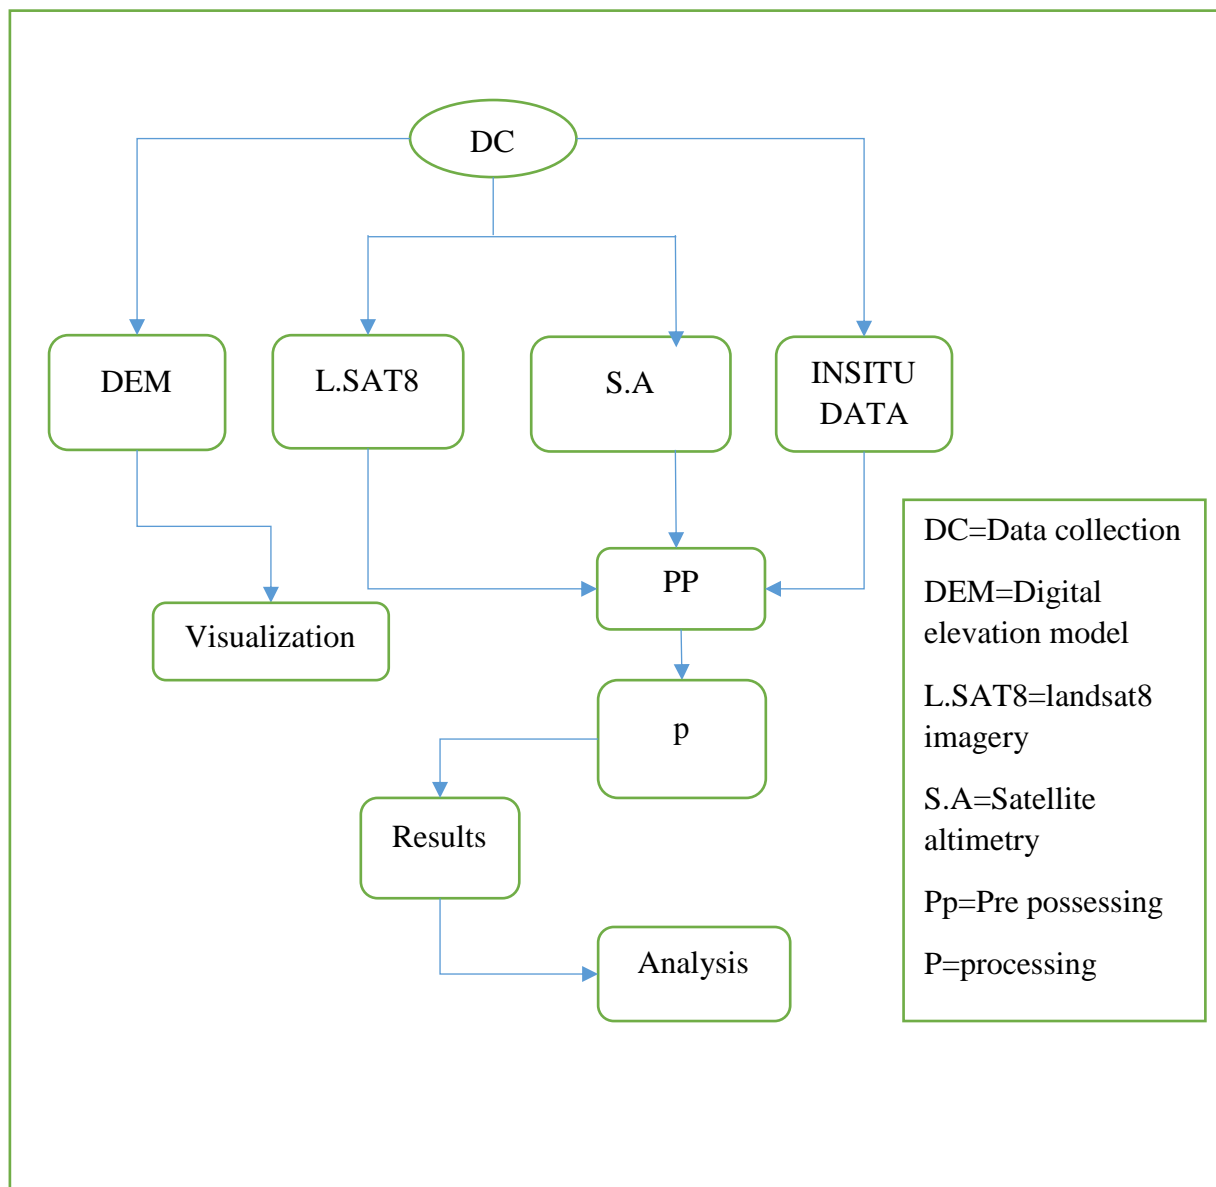 DC
DEM
L.SAT8
S.A
INSITU
DATA
PP
Visualization
p
Results
Analysis
DC=Data collection
DEM=Digital
elevation model
L.SAT8=landsat8
imagery
S.A=Satellite
altimetry
Pp=Pre possessing
P=processing